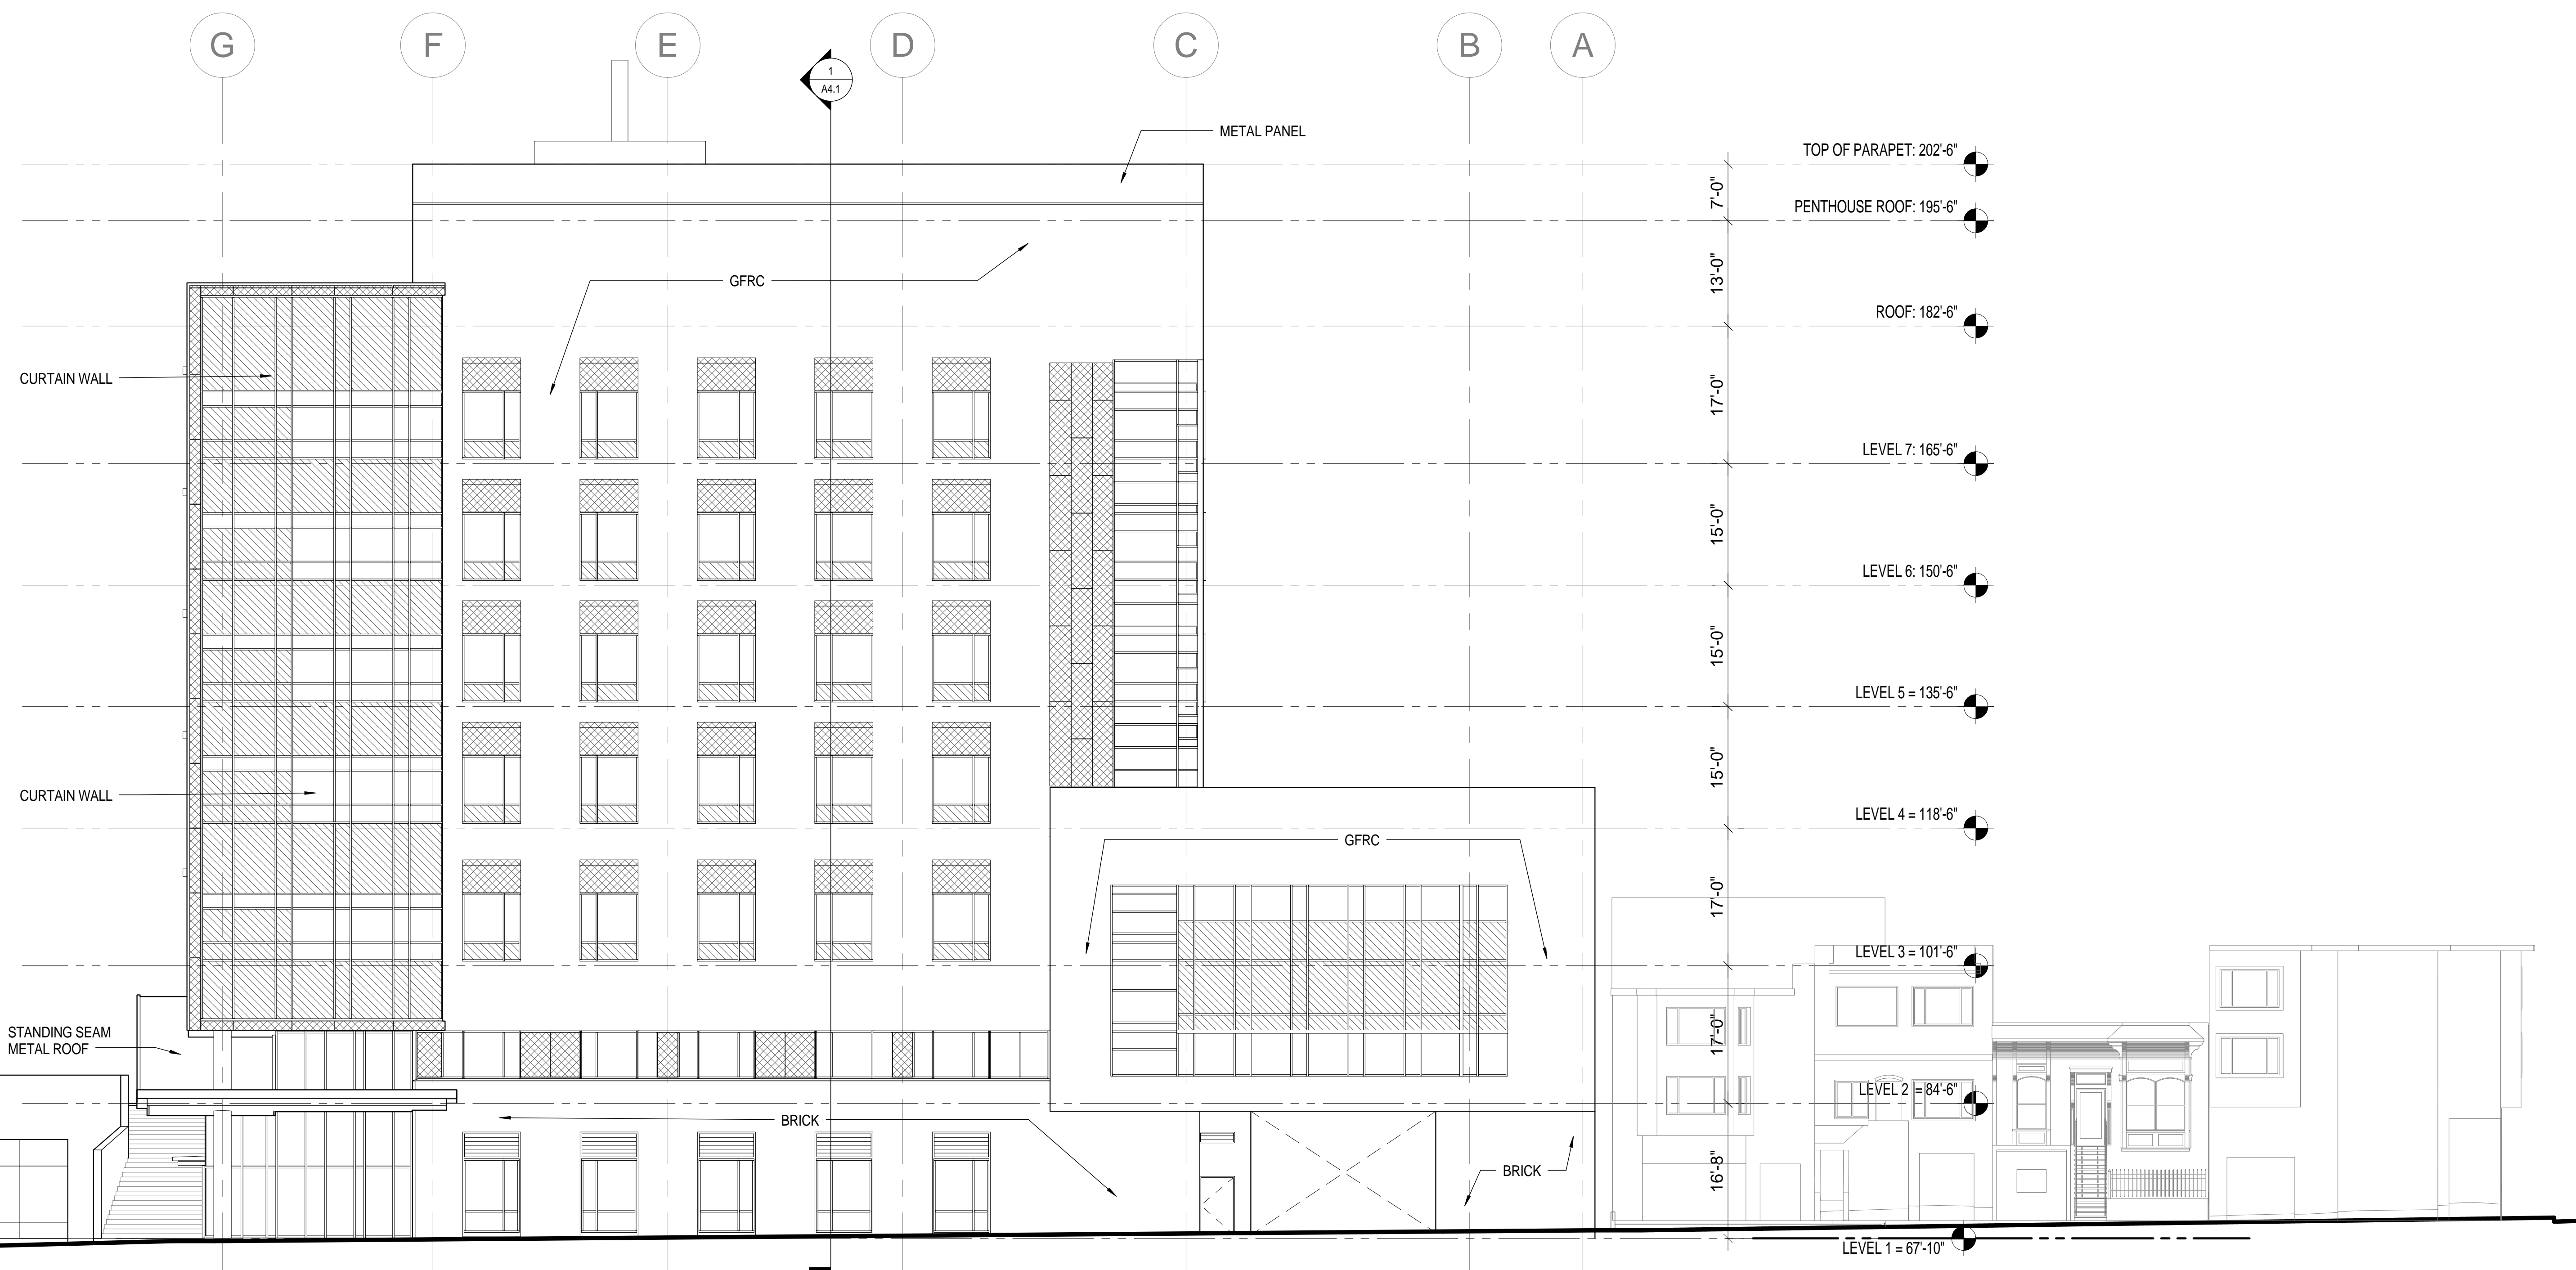 G
F
E
D
C
B
A
1
A4.1
METAL PANEL
TOP OF PARAPET: 202'-6"
7'-0"
PENTHOUSE ROOF: 195'-6"
GFRC
13'-0"
ROOF: 182'-6"
CURTAIN WALL
17'-0"
LEVEL 7: 165'-6"
15'-0"
LEVEL 6: 150'-6"
15'-0"
LEVEL 5 = 135'-6"
15'-0"
CURTAIN WALL
LEVEL 4 = 118'-6"
GFRC
17'-0"
LEVEL 3 = 101'-6"
STANDING SEAM
METAL ROOF
17'-0"
LEVEL 2 = 84'-6"
BRICK
BRICK
16'-8"
LEVEL 1 = 67'-10"